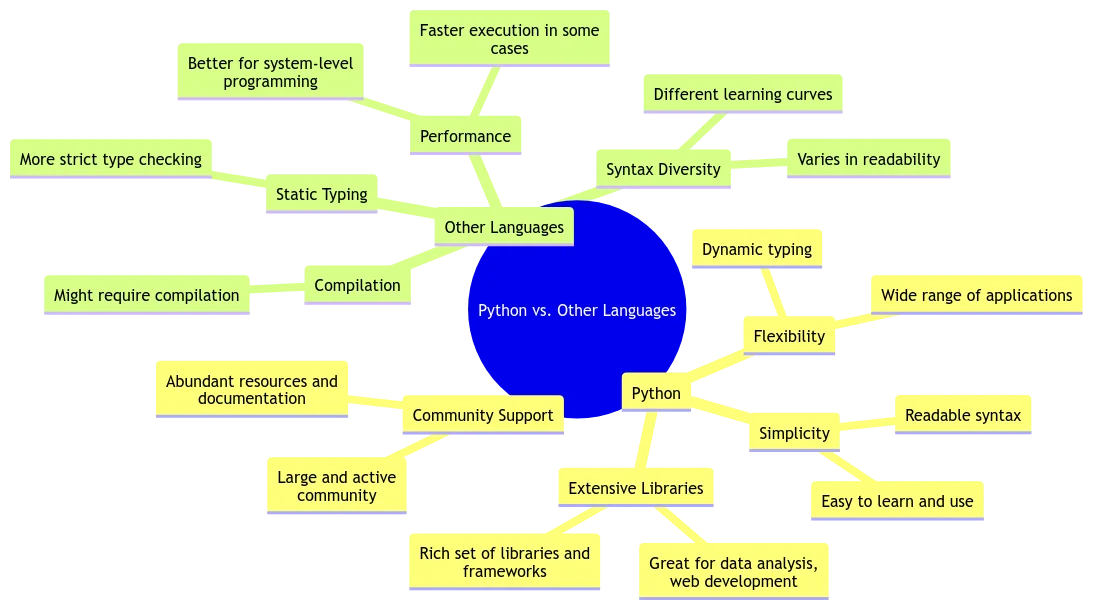 Faster execution in some
cases
Better for system-level
programming
Performance
Different learning curves
Varies in readability
Syntax Diversity
More strict type checking
Static Typing
Other Languages
Compilation
Might require compilation
Python vs. Other Languages
Dynamic typing
Wide range of applications
Flexibility
Python
Simplicity
Readable syntax
Easy to learn and use
Abundant resources and
documentation
Community Support
Large and active
community
Extensive Libraries
Rich set of libraries and
frameworks
Great for data analysis,
web development